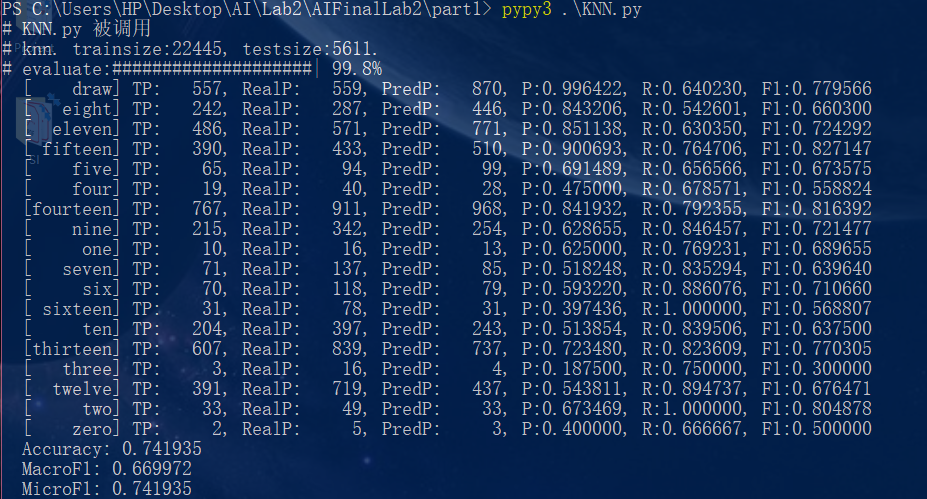 PS C:\Users\HP\Desktop\AI\Lab2\AIFinalLab2\part1> pypy3 .\KNN.py
# KNN.py 被调用
# knn. trainsize:22445, testsize:5611.
# evaluate:####################| 99.8%
[    draw] TP:   557, RealP:   559, PredP:   870, P:0.996422, R:0.640230, F1:0.779566
[   eight] TP:   242, RealP:   287, PredP:   446, P:0.843206, R:0.542601, F1:0.660300
[  eleven] TP:   486, RealP:   571, PredP:   771, P:0.851138, R:0.630350, F1:0.724292
[ fifteen] TP:   390, RealP:   433, PredP:   510, P:0.900693, R:0.764706, F1:0.827147
[    five] TP:    65, RealP:    94, PredP:    99, P:0.691489, R:0.656566, F1:0.673575
[    four] TP:    19, RealP:    40, PredP:    28, P:0.475000, R:0.678571, F1:0.558824
[fourteen] TP:   767, RealP:   911, PredP:   968, P:0.841932, R:0.792355, F1:0.816392
[    nine] TP:   215, RealP:   342, PredP:   254, P:0.628655, R:0.846457, F1:0.721477
[     one] TP:    10, RealP:    16, PredP:    13, P:0.625000, R:0.769231, F1:0.689655
[   seven] TP:    71, RealP:   137, PredP:    85, P:0.518248, R:0.835294, F1:0.639640
[     six] TP:    70, RealP:   118, PredP:    79, P:0.593220, R:0.886076, F1:0.710660
[ sixteen] TP:    31, RealP:    78, PredP:    31, P:0.397436, R:1.000000, F1:0.568807
[     ten] TP:   204, RealP:   397, PredP:   243, P:0.513854, R:0.839506, F1:0.637500
[thirteen] TP:   607, RealP:   839, PredP:   737, P:0.723480, R:0.823609, F1:0.770305
[   three] TP:     3, RealP:    16, PredP:     4, P:0.187500, R:0.750000, F1:0.300000
[  twelve] TP:   391, RealP:   719, PredP:   437, P:0.543811, R:0.894737, F1:0.676471
[     two] TP:    33, RealP:    49, PredP:    33, P:0.673469, R:1.000000, F1:0.804878
[    zero] TP:     2, RealP:     5, PredP:     3, P:0.400000, R:0.666667, F1:0.500000
Accuracy: 0.741935
MacroF1: 0.669972
MicroF1: 0.741935